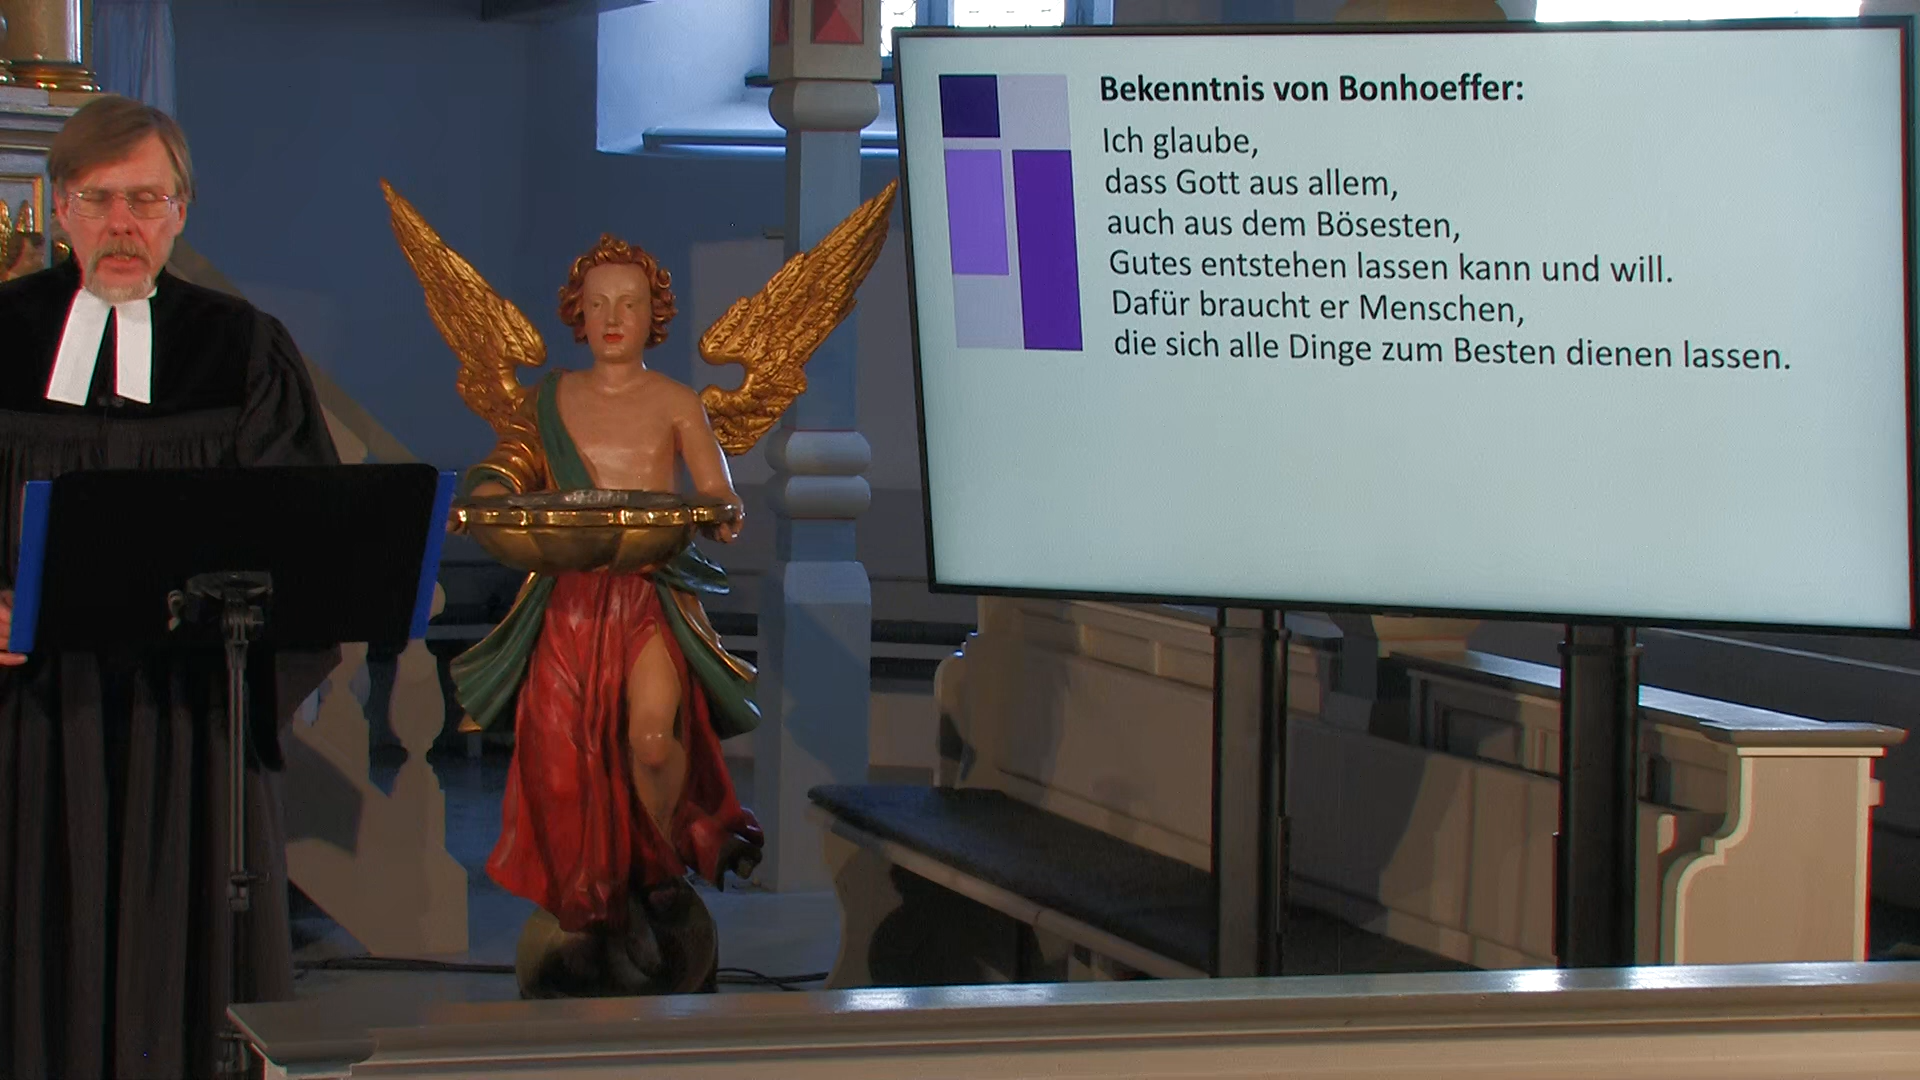 Bekenntnis von Bonhoeffer:
Ich glaube,
dass Gott aus allem,
auch aus dem Bösesten,
Gutes entstehen lassen kann und will.
Dafür braucht er Menschen,
die sich alle Dinge zum Besten dienen lassen.